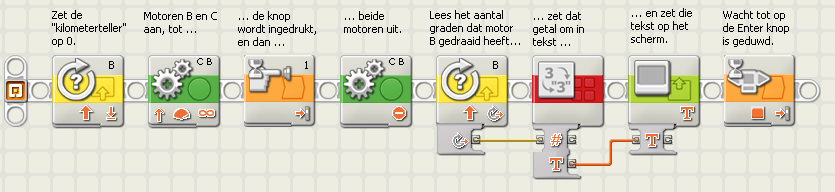 Zet de
"kilometerteller"
op 0.
Motoren B en C
aan, tot ...
... de knop
wordt ingedrukt,
en dan ...
... beide
motoren uit.
Lees het aantal
graden dat motor
B gedraaid heeft...
... zet dat
getal om in
tekst ...
... en zet die
tekst op het
scherm.
Wacht tot op
de Enter knop
is geduwd.
B
C B
1
C B
B
?
?
3
"3"
#
T
T
T